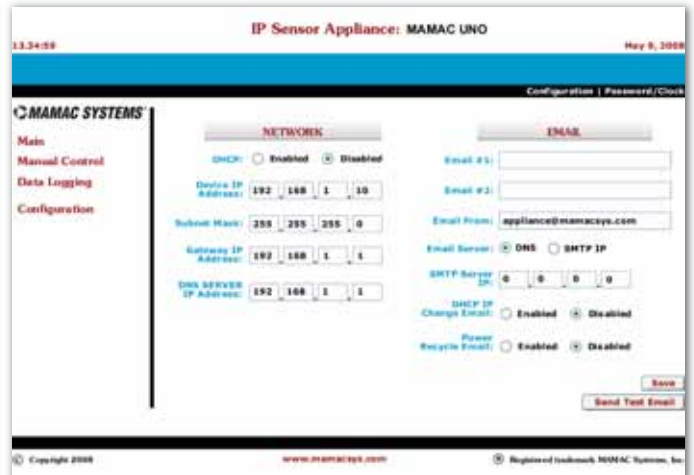 IP Sensor Appliance: MAMAC UNO
13.34:59
May 9, 2008
Configuration | Password/Clock
MAMAC SYSTEMS
Main
Manual Control
Data Logging
Configuration
NETWORK
DHCP: Enabled Disabled
Device IP Address: 192 . 168 . 1 . 10
Subnet Mask: 255 . 255 . 255 . 0
Gateway IP Address: 192 . 168 . 1 . 1
DNS SERVER IP Address: 192 . 168 . 1 . 1
EMAIL
Email #1:
Email #2:
Email From: appliance@mamacsys.com
Email Server: DNS SMTP IP
SMTP Server IP: 0 . 0 . 0 . 0
DHCP IP Change Email: Enabled Disabled
Power Recycle Email: Enabled Disabled
Save
Send Test Email
© Copyright 2008
www.mamacsys.com
® Registered trademark MAMAC Systems, Inc.